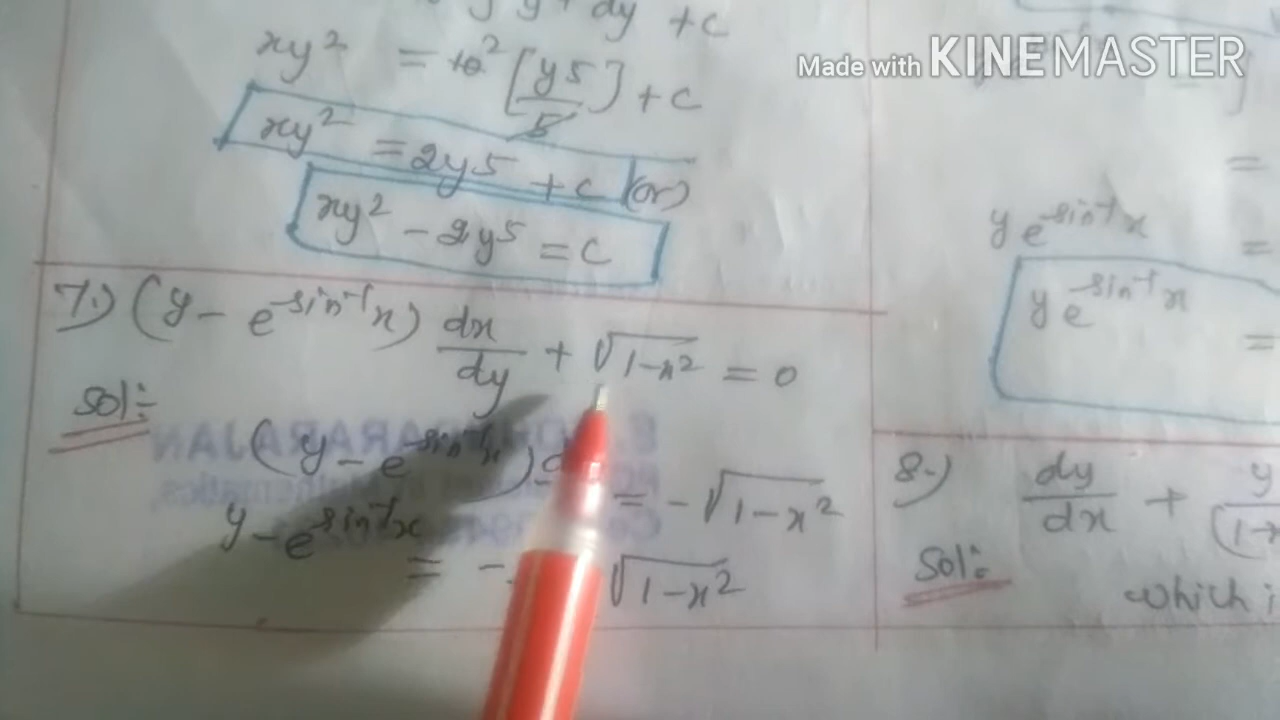 Made with KINEMASTER
dy + c
xy² = 10² [y5/5] + c
xy² = 2y5 + c (or)
xy² - 2y5 = c
7.) (y - e^sin⁻¹x) dx/dy + √1-x² = 0
Sol:-
(y - e^sin⁻¹x) = -√1-x²
y - e^sin⁻¹x = - √1-x²
=
y e^sin⁻¹x =
y e^sin⁻¹x =
8.) dy/dx + y
Sol:
which